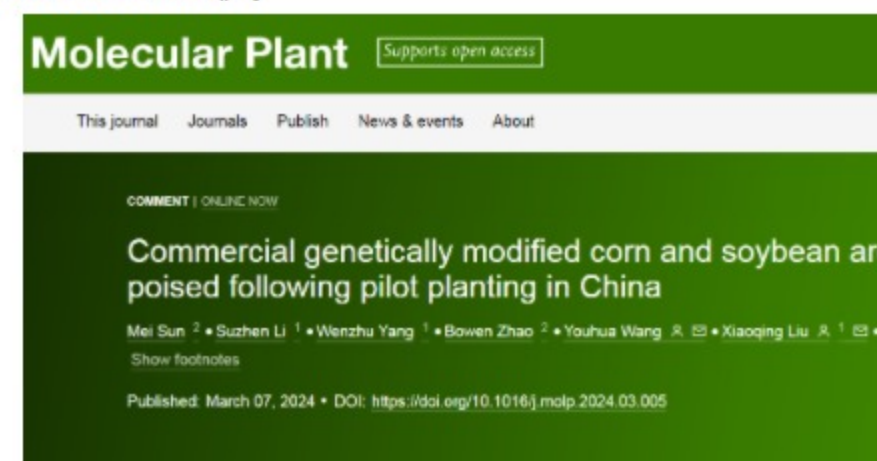 Molecular Plant Supports open access
This journal Journals Publish News & events About
COMMENT | ONLINE NOW
Commercial genetically modified corn and soybean ar
poised following pilot planting in China
Mei Sun 2 • Suzhen Li 1 • Wenzhu Yang 1 • Bowen Zhao 2 • Youhua Wang • Xiaoqing Liu 1 •
Show footnotes
Published: March 07, 2024 • DOI: https://doi.org/10.1016/j.molp.2024.03.005